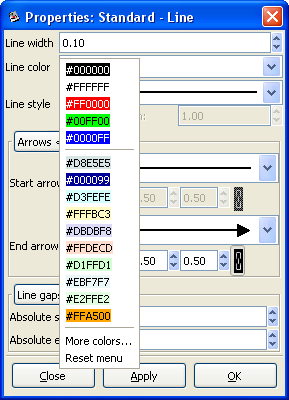 Properties: Standard - Line
Line width 0.10
Line color
#000000
#FFFFFF
Line style
#FF0000
1.00
#00FF00
#0000FF
Arrows
#D8E5E5
Start arrow
#000099
0.50 0.50
#D3FEFE
#FFFBC3
#DBDBF8
End arrow
#FFDECD
.50 0.50
#D1FFD1
#EBF7F7
Line gaps
#E2FFE2
Absolute s
#FFA500
Absolute e
More colors...
Reset menu
Close Apply OK